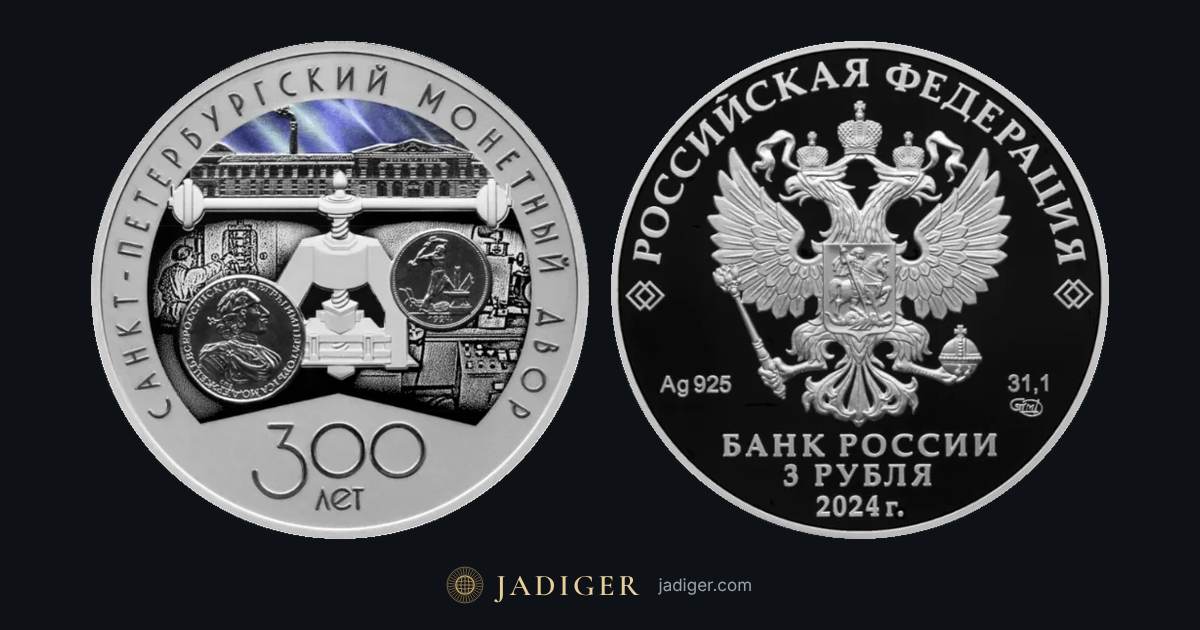 САНКТ-ПЕТЕРБУРГСКИЙ МОНЕТНЫЙ ДВОР
300
лет
РОССИЙСКАЯ ФЕДЕРАЦИЯ
Ag 925
31,1
БАНК РОССИИ
3 РУБЛЯ
2024 г.
JADIGER
jadiger.com